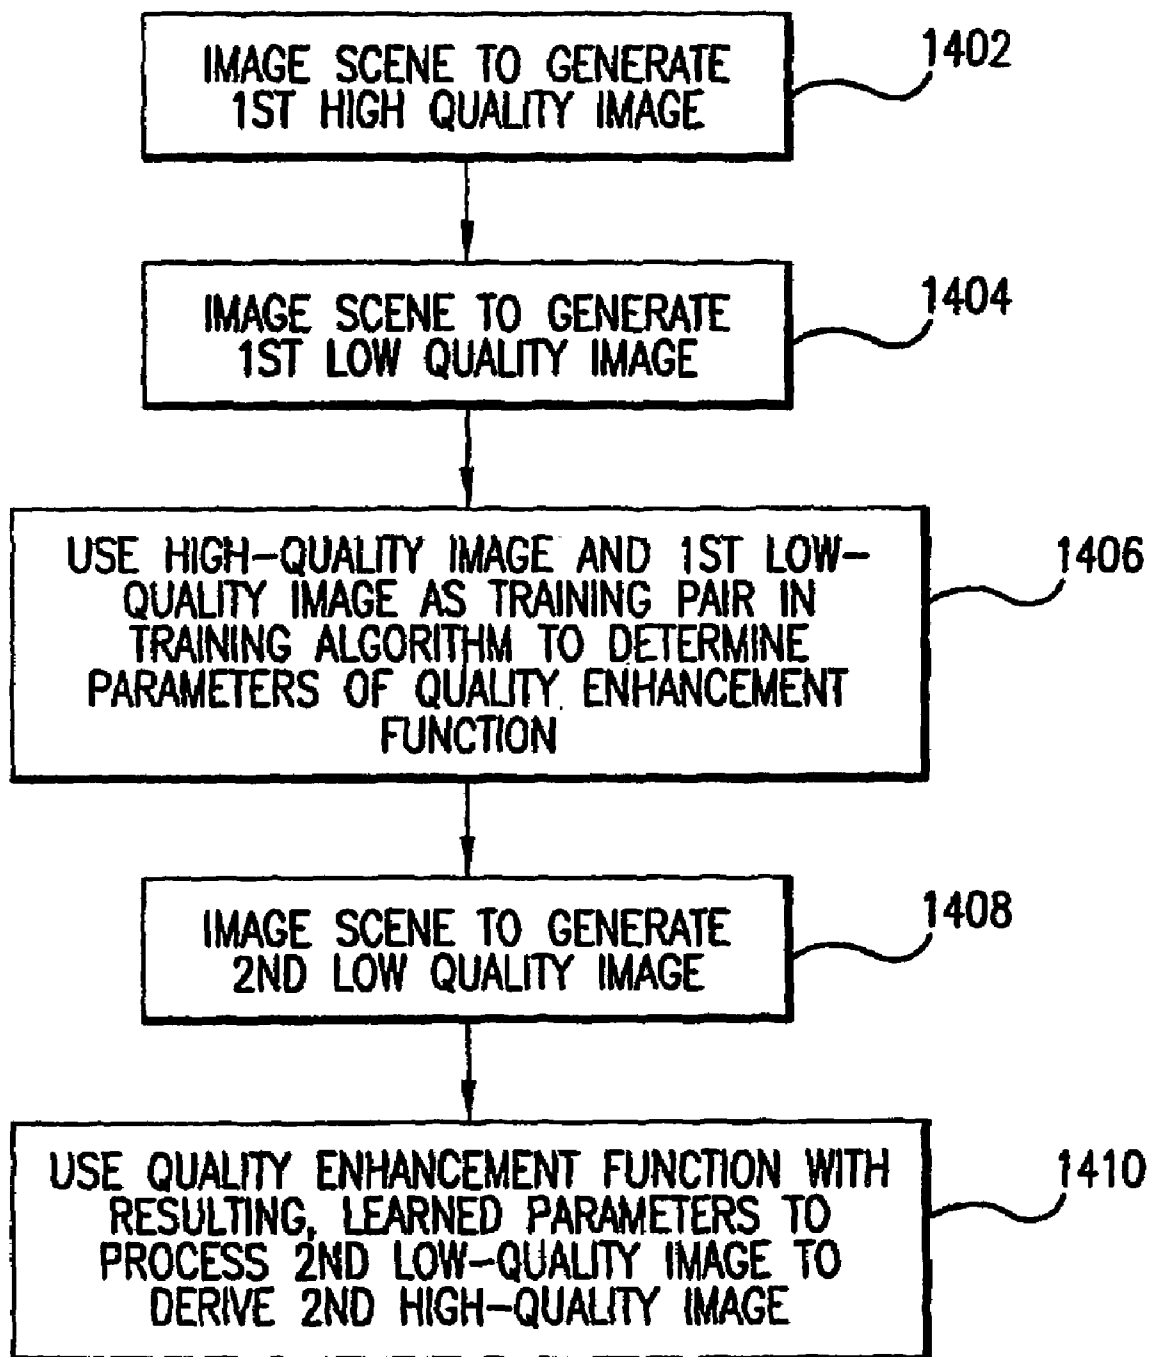 IMAGE SCENE TO GENERATE
1ST HIGH QUALITY IMAGE
1402
IMAGE SCENE TO GENERATE
1ST LOW QUALITY IMAGE
1404
USE HIGH-QUALITY IMAGE AND 1ST LOW-
QUALITY IMAGE AS TRAINING PAIR IN
TRAINING ALGORITHM TO DETERMINE
PARAMETERS OF QUALITY ENHANCEMENT
FUNCTION
1406
IMAGE SCENE TO GENERATE
2ND LOW QUALITY IMAGE
1408
USE QUALITY ENHANCEMENT FUNCTION WITH
RESULTING, LEARNED PARAMETERS TO
PROCESS 2ND LOW-QUALITY IMAGE TO
DERIVE 2ND HIGH-QUALITY IMAGE
1410